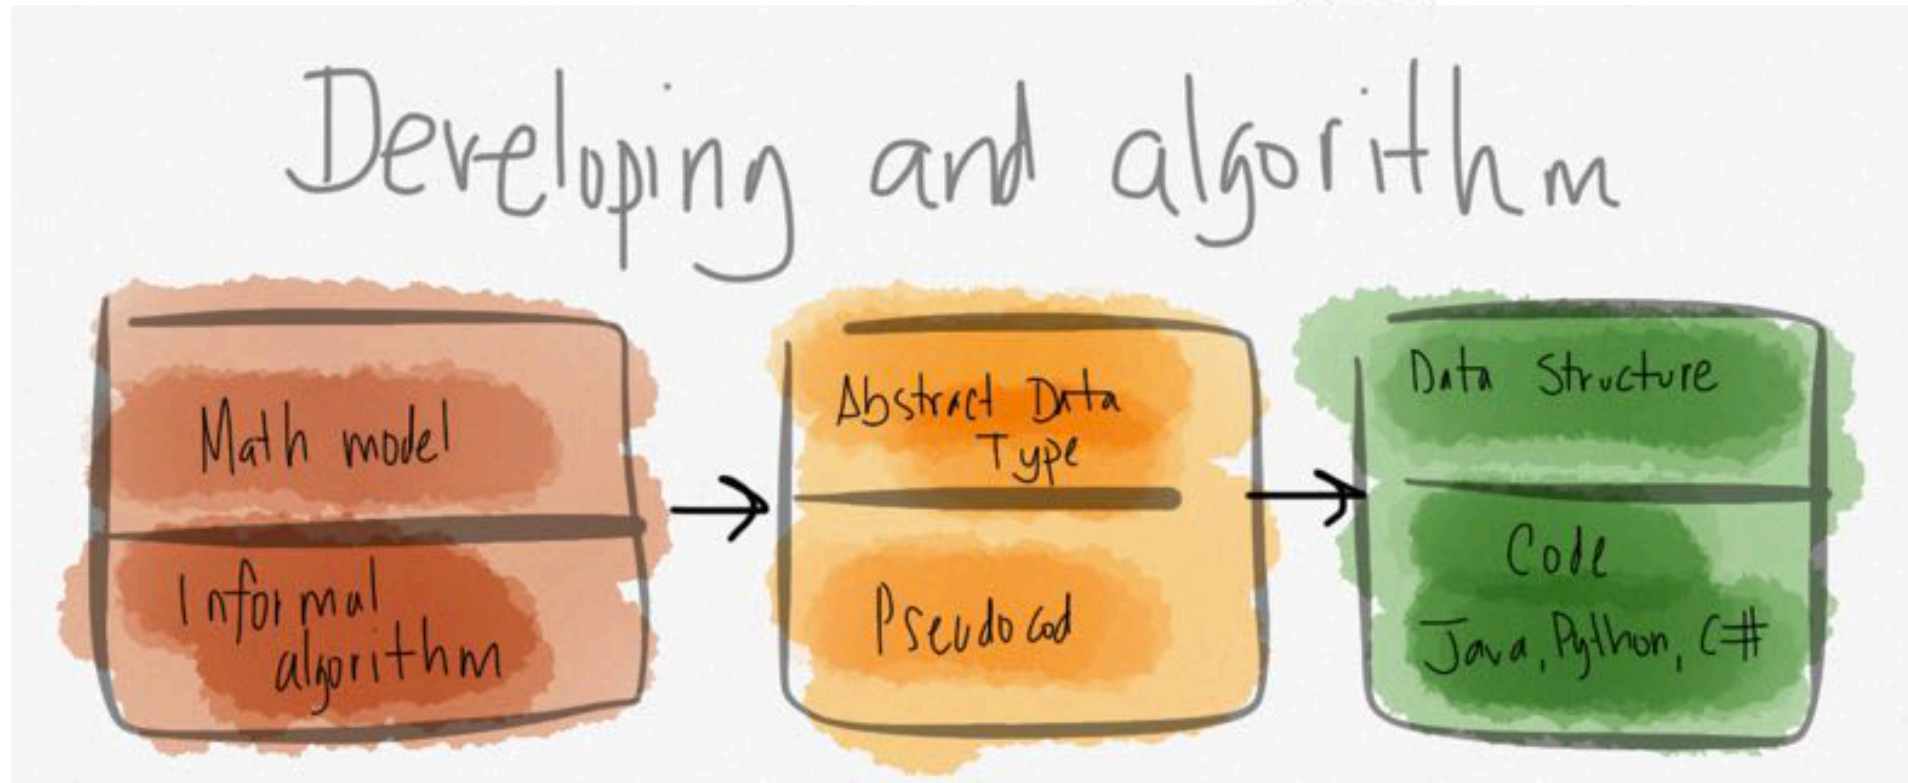 Developing and algorithm
Math model
Informal
algorithm
Abstract Data
Type
Pseudocod
Data Structure
Code
Java, Python, C#